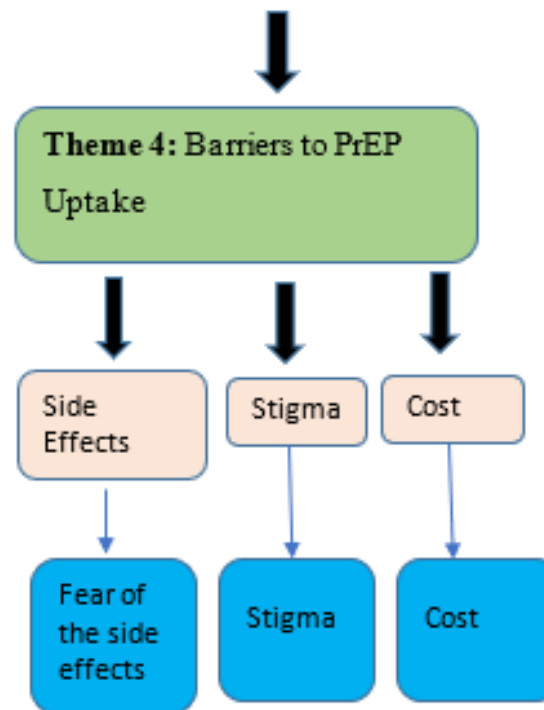 Theme 4: Barriers to PrEP
Uptake
Side
Effects
Stigma
Cost
Fear of
the side
effects
Stigma
Cost